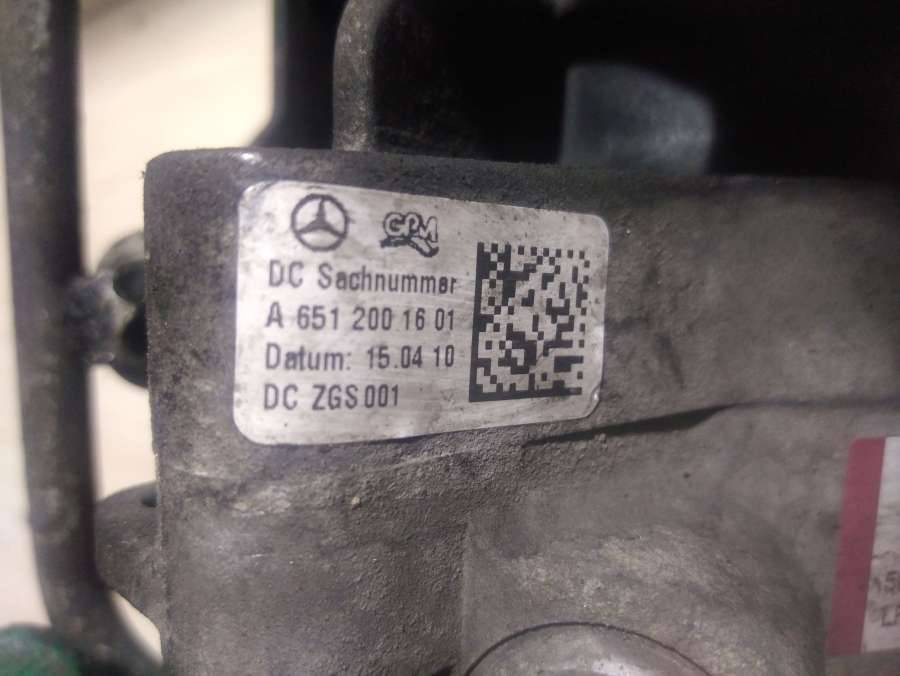 GPM
DC Sachnummer
A 651 200 16 01
Datum: 15.04 10
DC ZGS 001